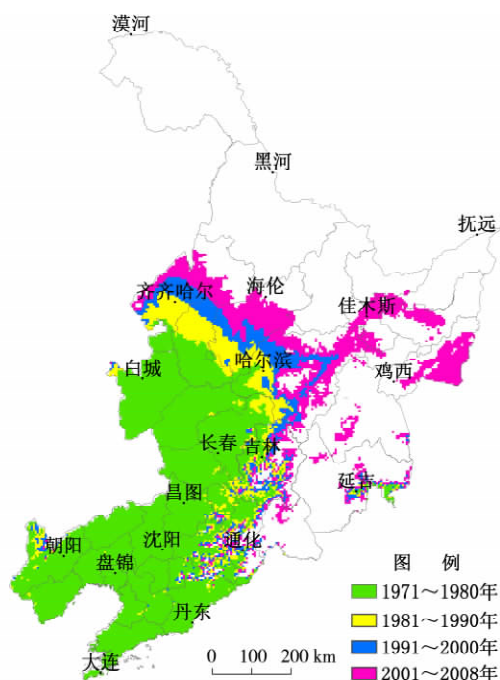 漠河
黑河
抚远
齐齐哈尔
海伦
佳木斯
哈尔滨
白城
鸡西
长春
吉林
昌图
延吉
朝阳
沈阳
通化
盘锦
丹东
大连
图 例
1971～1980年
1981～1990年
1991～2000年
2001～2008年
0 100 200 km